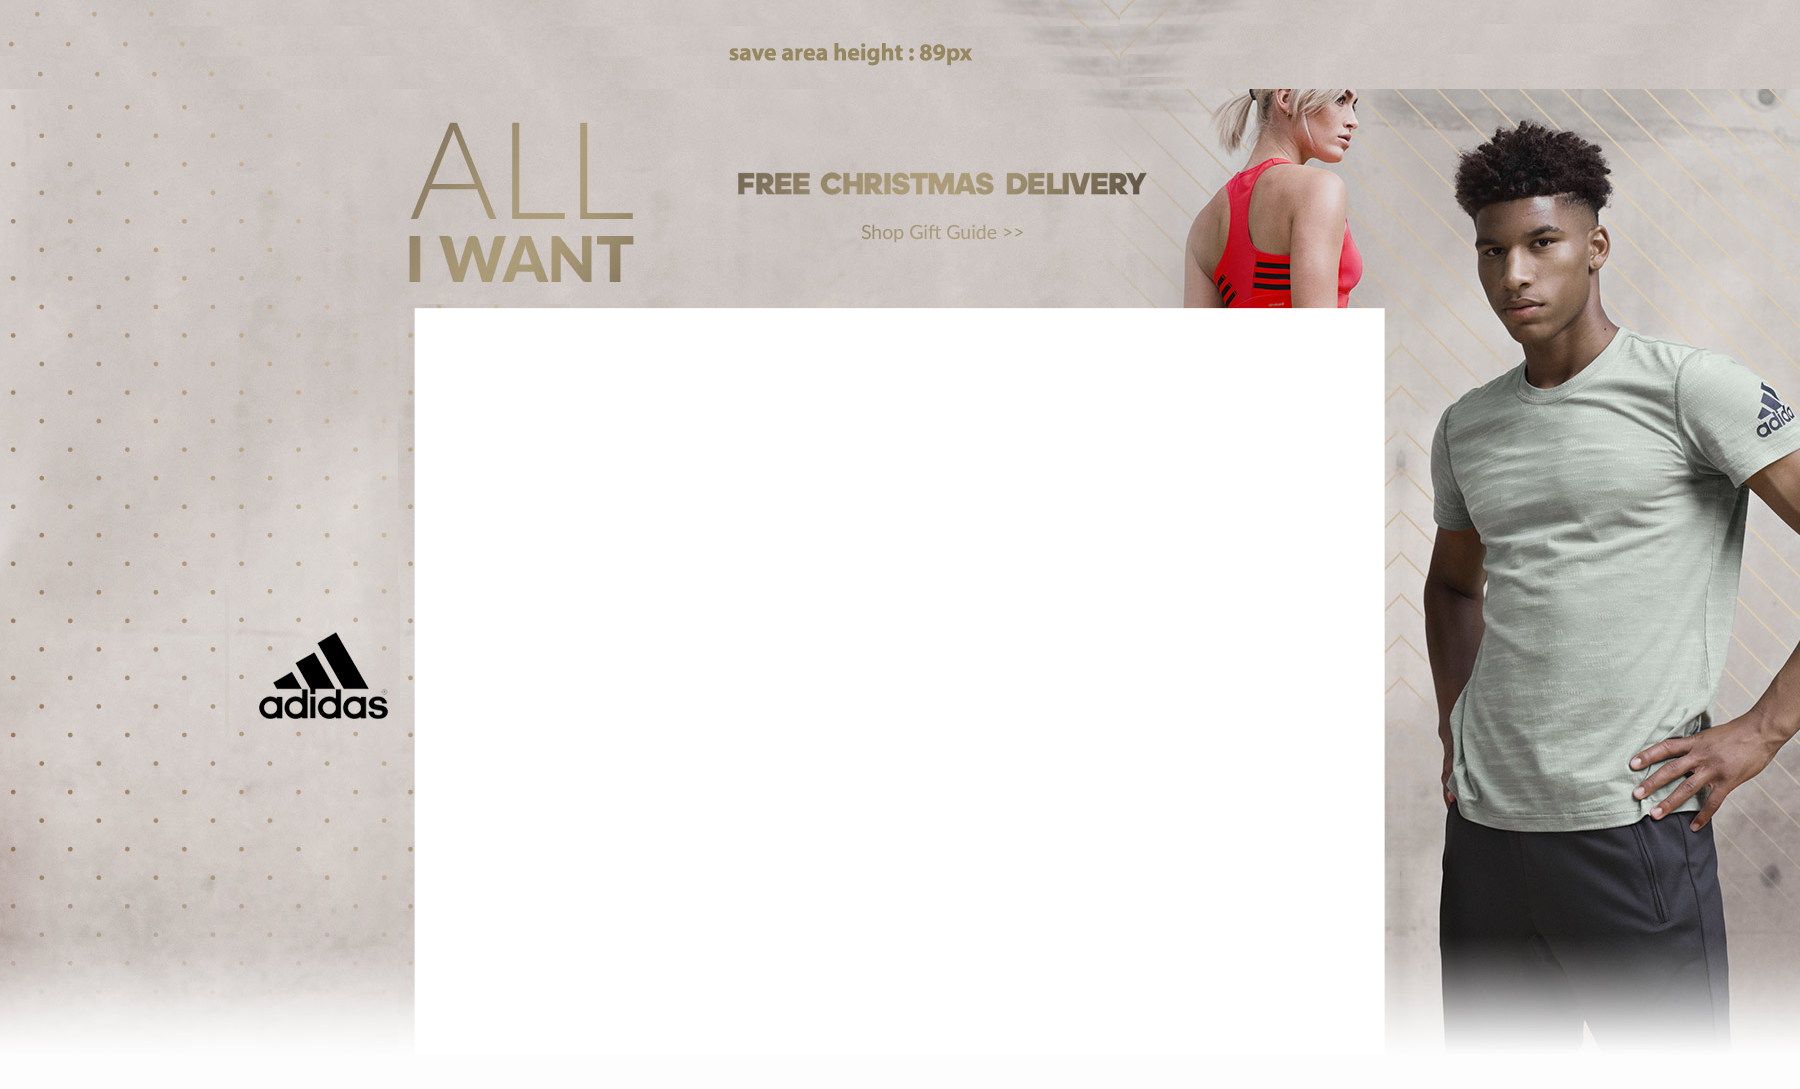 save area height : 89px
ALL
I WANT
FREE CHRISTMAS DELIVERY
Shop Gift Guide >>
adidas
adidas